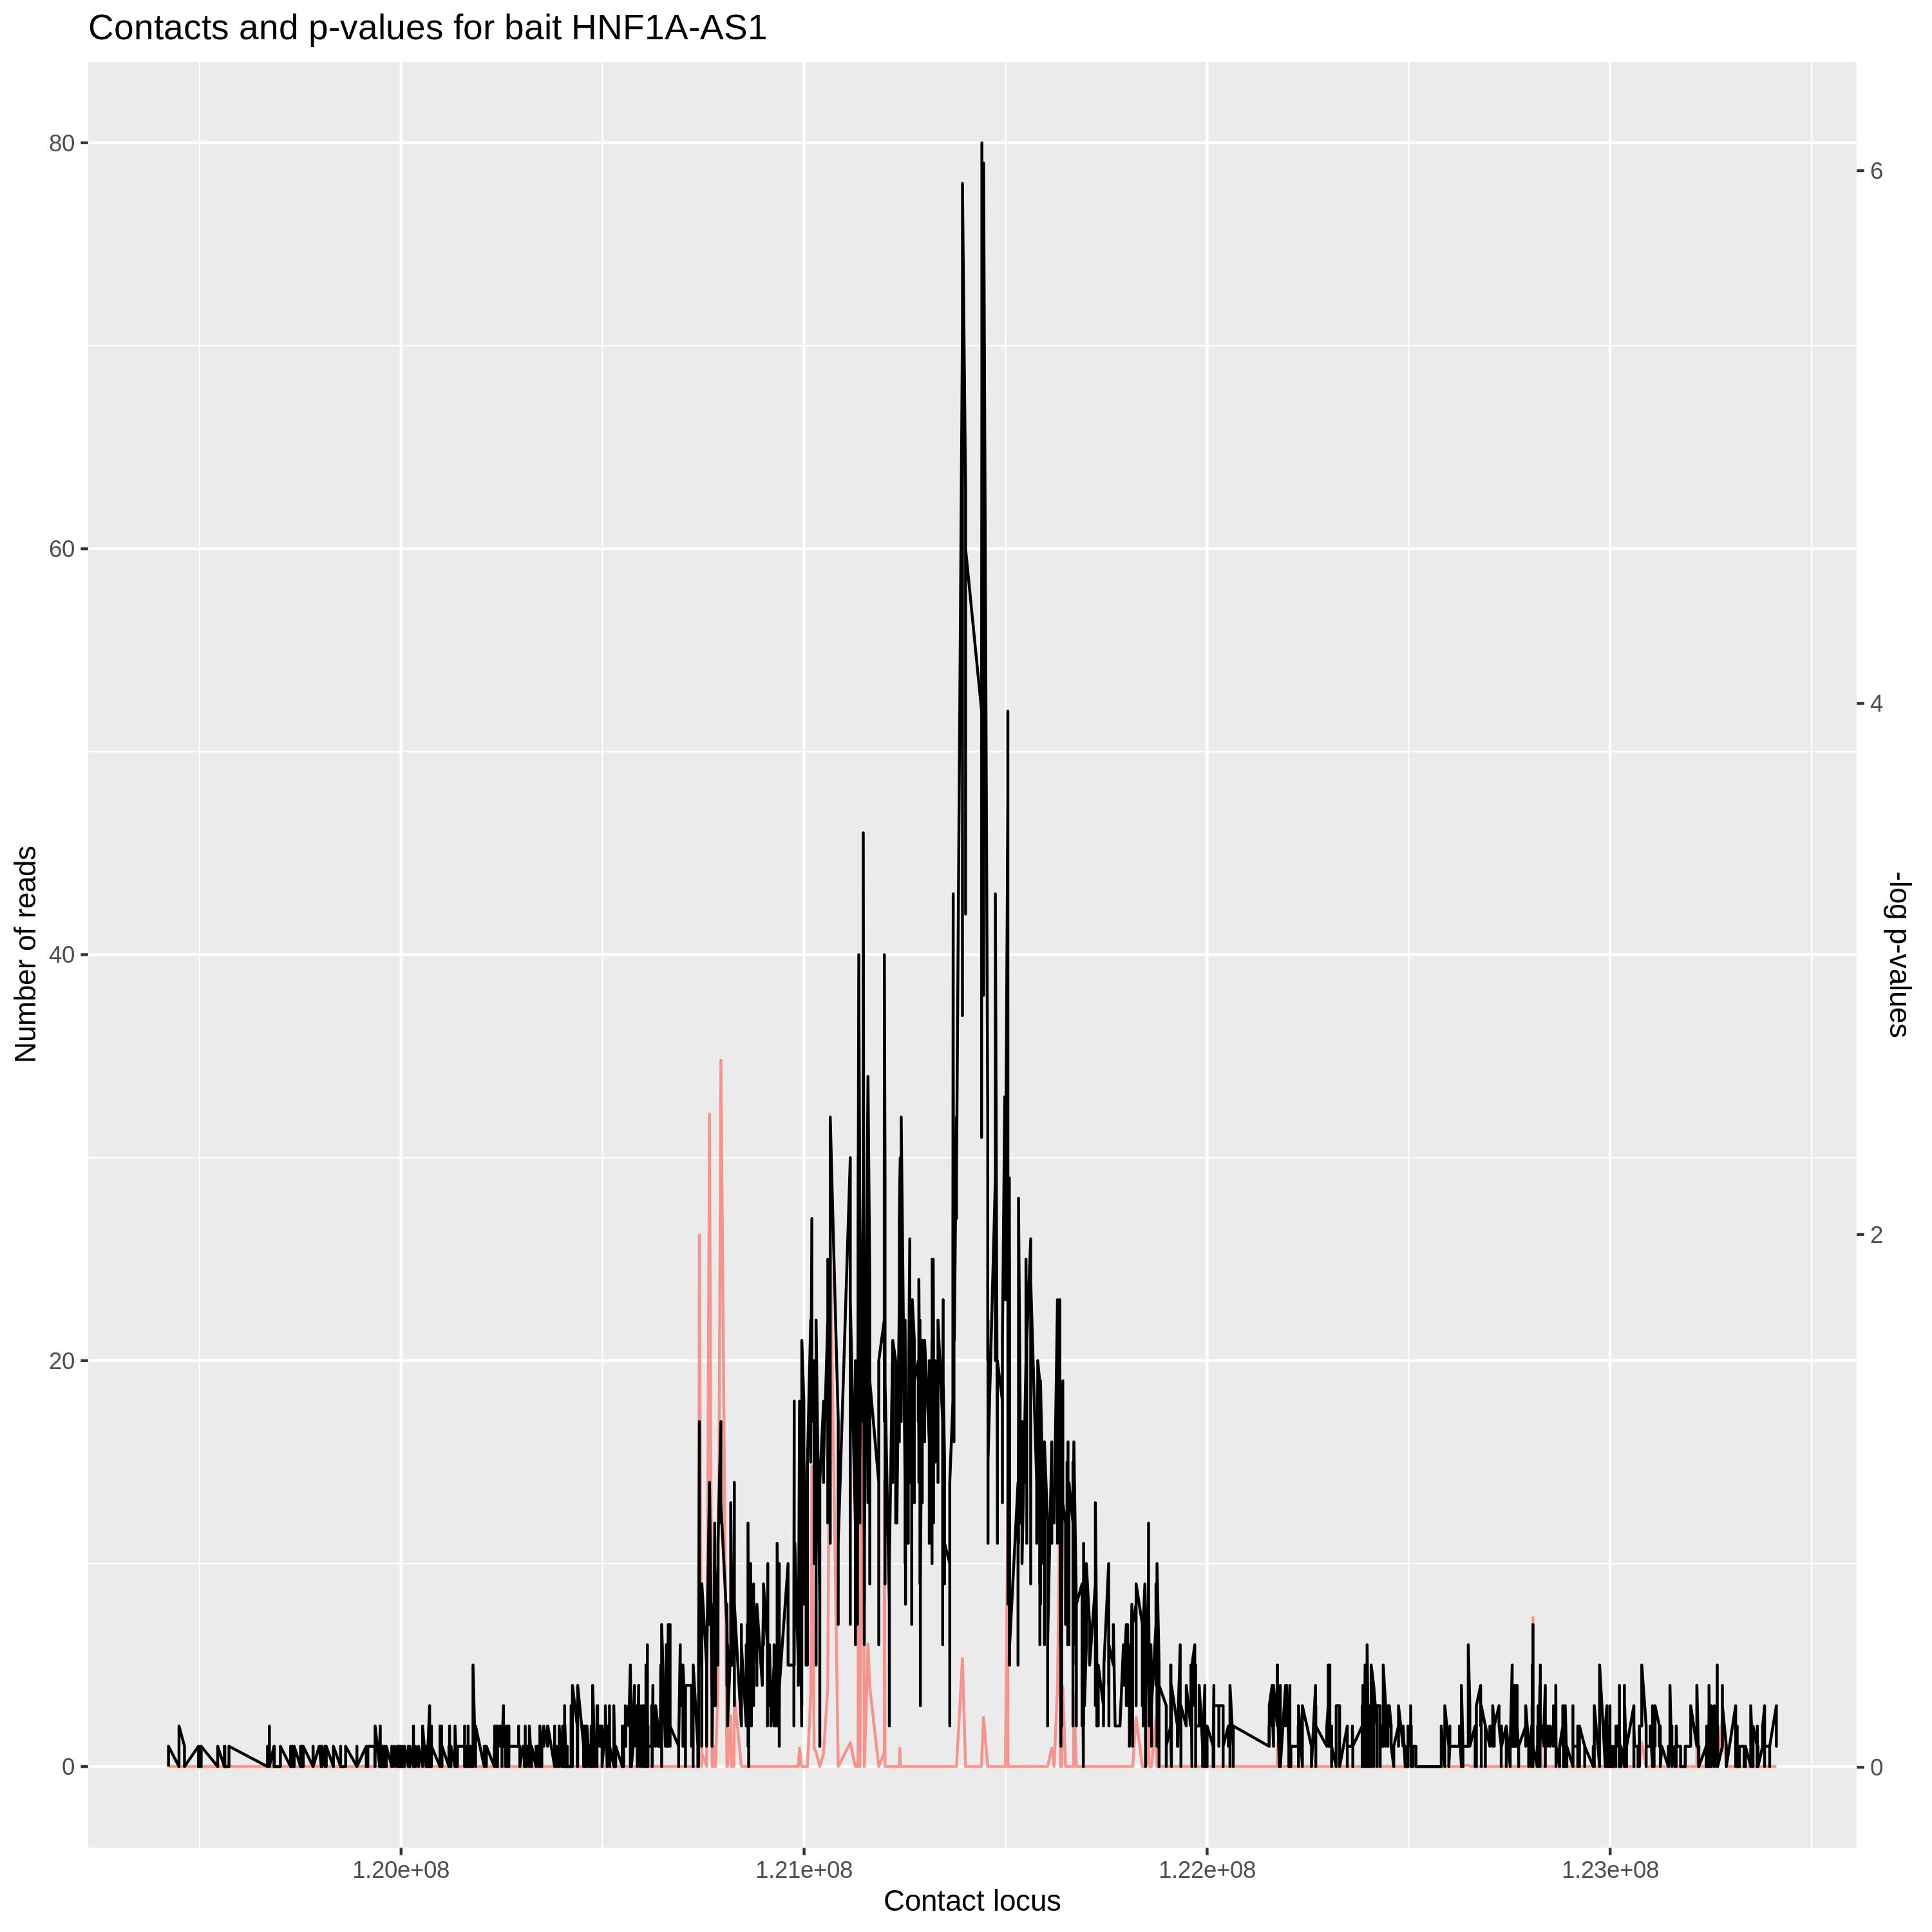 Contacts and p-values for bait HNF1A-AS1
80
60
40
20
0
Number of reads
6
4
2
0
-log p-values
1.20e+08
1.21e+08
1.22e+08
1.23e+08
Contact locus